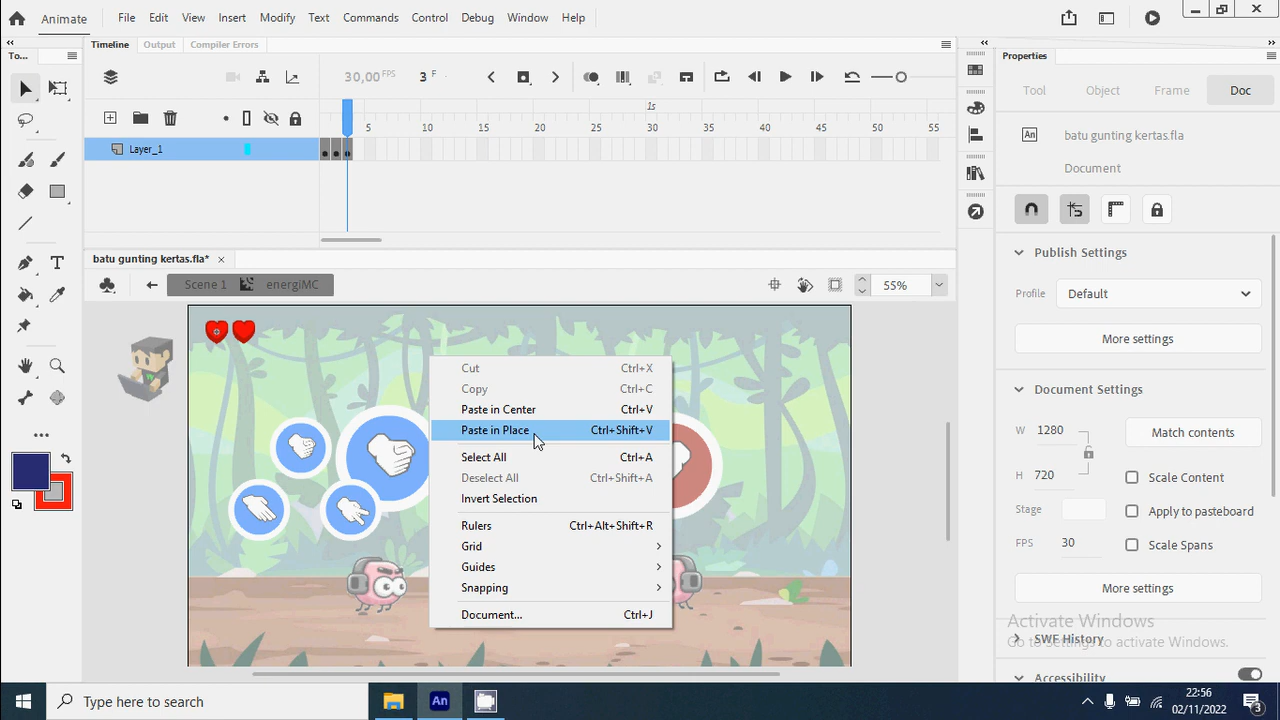 Animate
File Edit View Insert Modify Text Commands Control Debug Window Help
To...
Timeline Output Compiler Errors
30,00 FPS 3 F
1s
5 10 15 20 25 30 35 40 45 50 55
Layer_1
batu gunting kertas.fla*
Scene 1 energiMC
55%
Cut Ctrl+X
Copy Ctrl+C
Paste in Center Ctrl+V
Paste in Place Ctrl+Shift+V
Select All Ctrl+A
Deselect All Ctrl+Shift+A
Invert Selection
Rulers Ctrl+Alt+Shift+R
Grid
Guides
Snapping
Document... Ctrl+J
Properties
Tool Object Frame Doc
An batu gunting kertas.fla
Document
Publish Settings
Profile Default
More settings
Document Settings
W 1280 Match contents
H 720 Scale Content
Stage Apply to pasteboard
FPS 30 Scale Spans
More settings
Activate Windows
Go to Settings to activate Windows.
SWF History
Accessibility
Type here to search
An
22:56
02/11/2022
3